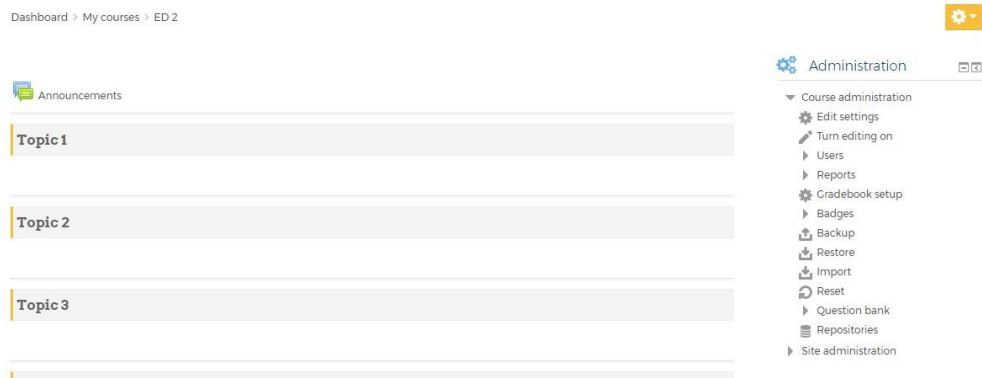 Dashboard > My courses > ED 2
Announcements
Topic 1
Topic 2
Topic 3
Administration
Course administration
Edit settings
Turn editing on
Users
Reports
Gradebook setup
Badges
Backup
Restore
Import
Reset
Question bank
Repositories
Site administration